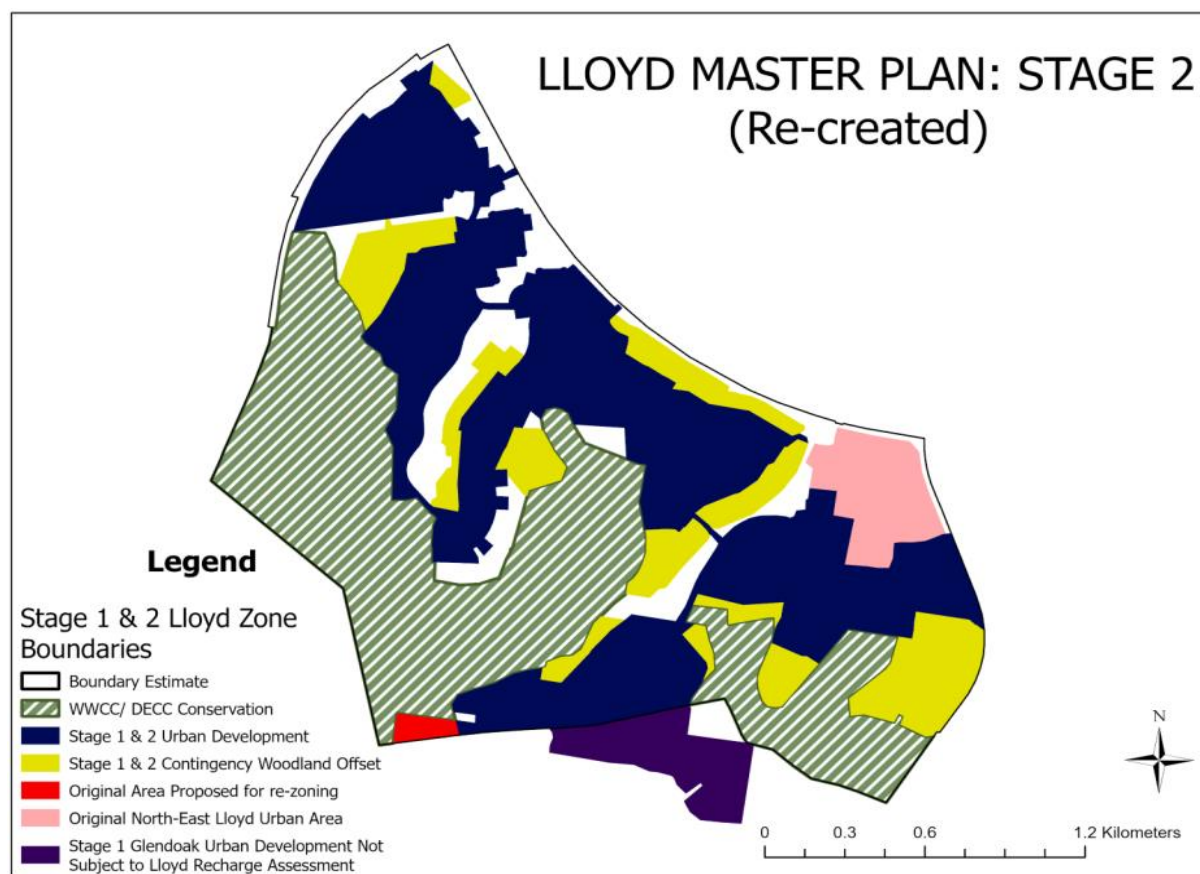 LLOYD MASTER PLAN: STAGE 2
(Re-created)
Legend
Stage 1 & 2 Lloyd Zone
Boundaries
Boundary Estimate
WWCC/ DECC Conservation
Stage 1 & 2 Urban Development
Stage 1 & 2 Contingency Woodland Offset
Original Area Proposed for re-zoning
Original North-East Lloyd Urban Area
Stage 1 Glendoak Urban Development Not
Subject to Lloyd Recharge Assessment
N
0 0.3 0.6 1.2 Kilometers